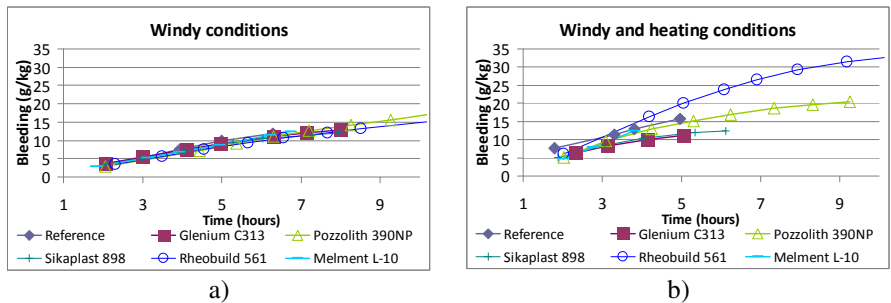 Windy conditions
Bleeding (g/kg)
35
30
25
20
15
10
5
0
1 3 5 7 9
Time (hours)
Reference Glenium C313 Pozzolith 390NP
Sikaplast 898 Rheobuild 561 Melment L-10
a)
Windy and heating conditions
Bleeding (g/kg)
35
30
25
20
15
10
5
0
1 3 5 7 9
Time (hours)
Reference Glenium C313 Pozzolith 390NP
Sikaplast 898 Rheobuild 561 Melment L-10
b)